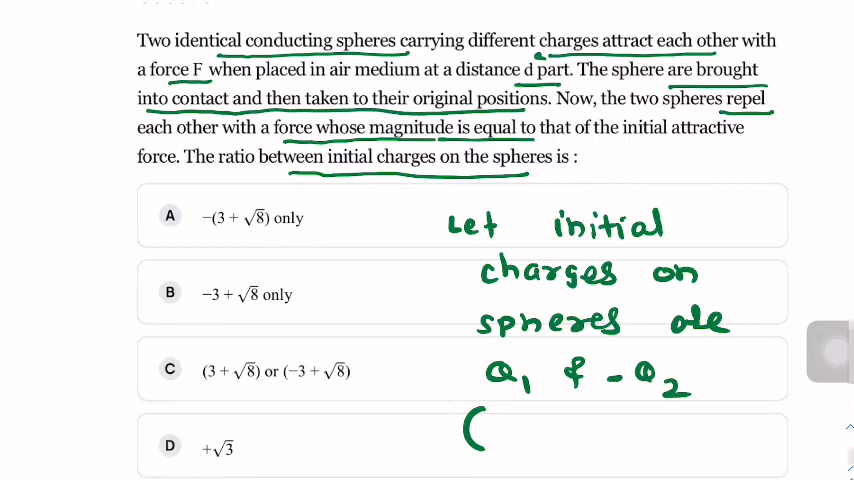 Two identical conducting spheres carrying different charges attract each other with
a force F when placed in air medium at a distance d part. The sphere are brought
into contact and then taken to their original positions. Now, the two spheres repel
each other with a force whose magnitude is equal to that of the initial attractive
force. The ratio between initial charges on the spheres is :
A −(3 + √8) only
B −3 + √8 only
C (3 + √8) or (−3 + √8)
D +√3
a
Let initial
charges on
spheres are
Q₁ & - Q₂
(